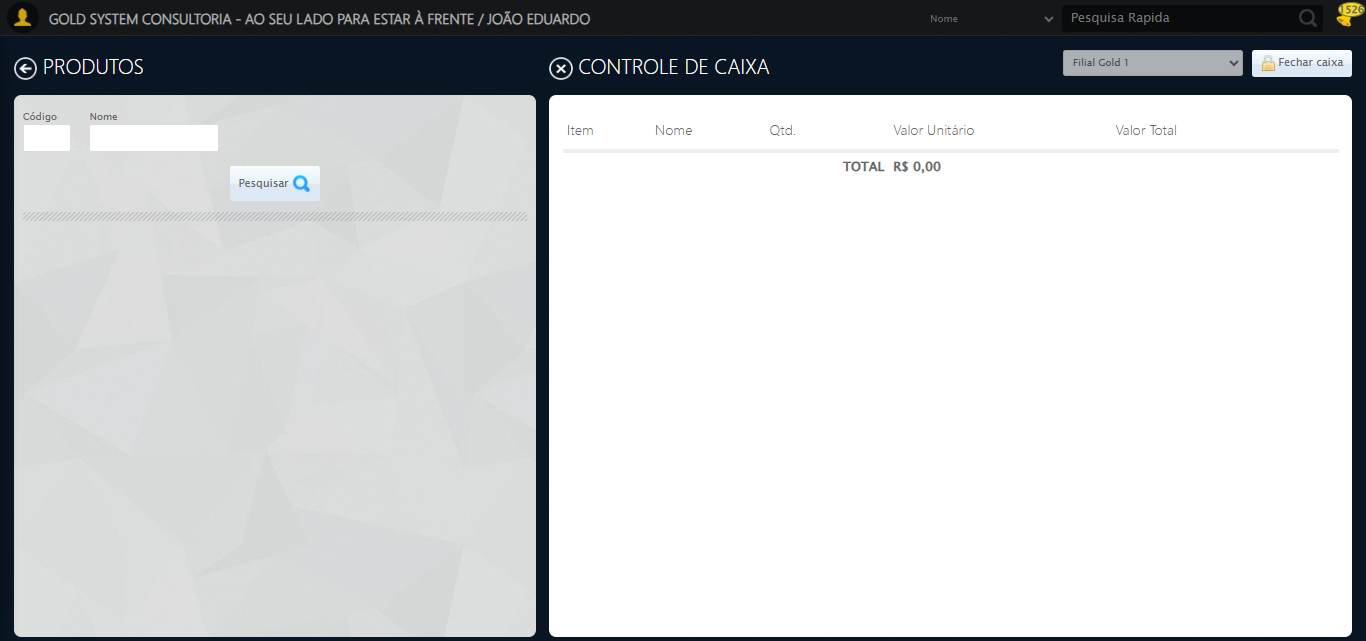 GOLD SYSTEM CONSULTORIA - AO SEU LADO PARA ESTAR À FRENTE / JOÃO EDUARDO
Nome
Pesquisa Rapida
1526
PRODUTOS
Código
Nome
Pesquisar
CONTROLE DE CAIXA
Filial Gold 1
Fechar caixa
Item Nome Qtd. Valor Unitário Valor Total
TOTAL R$ 0,00